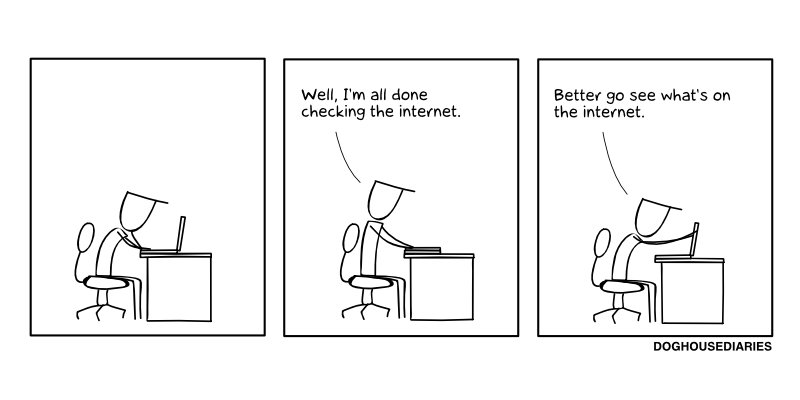 Well, I'm all done
checking the internet.
Better go see what's on
the internet.
DOGHOUSEDIARIES